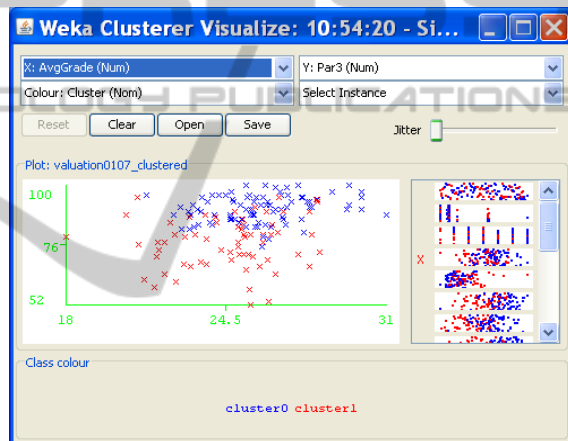 Weka Clusterer Visualize: 10:54:20 - Si...
X: AvgGrade (Num) Y: Par3 (Num)
Colour: Cluster (Nom) Select Instance
Reset Clear Open Save Jitter
Plot: valuation0107_clustered
100
76
52
18 24.5 31
X
Class colour
cluster0 cluster1